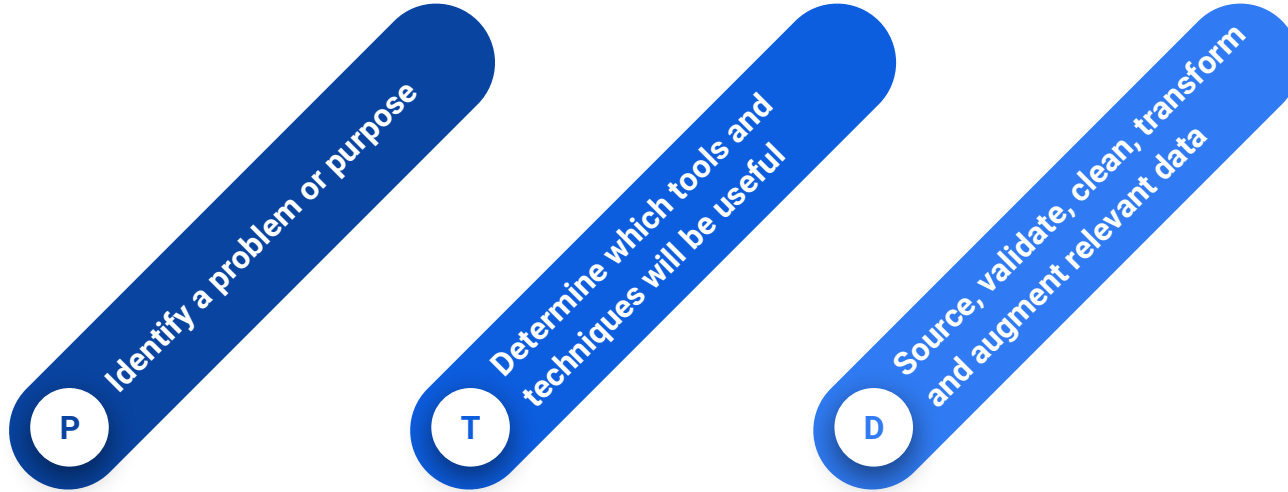 P
Identify a problem or purpose
T
Determine which tools and
techniques will be useful
D
Source, validate, clean, transform
and augment relevant data